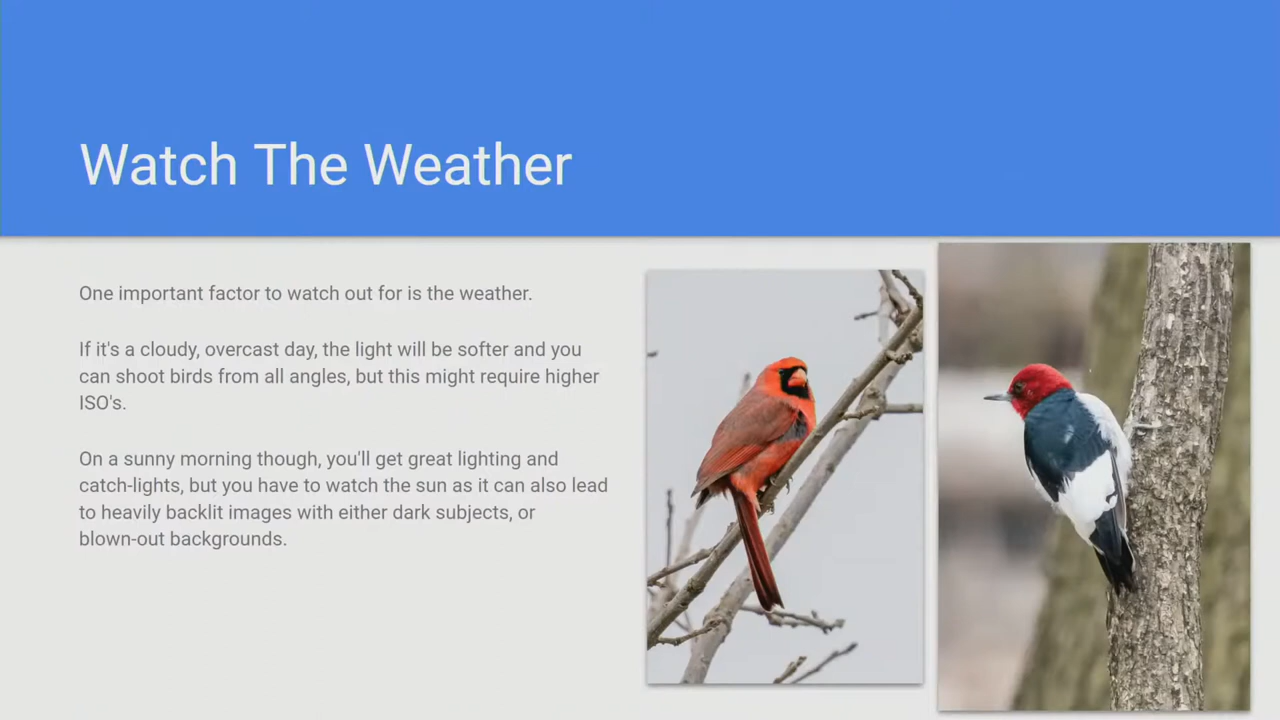 Watch The Weather
One important factor to watch out for is the weather.
If it's a cloudy, overcast day, the light will be softer and you
can shoot birds from all angles, but this might require higher
ISO's.
On a sunny morning though, you'll get great lighting and
catch-lights, but you have to watch the sun as it can also lead
to heavily backlit images with either dark subjects, or
blown-out backgrounds.